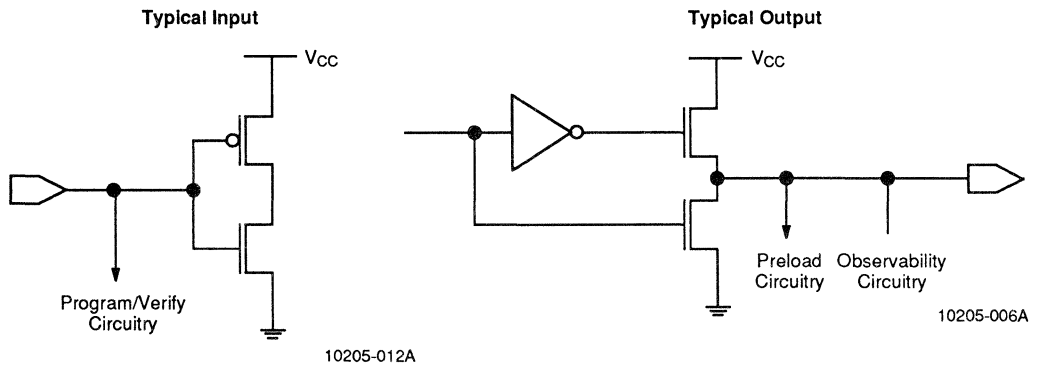 Typical Input
VCC
Program/Verify
Circuitry
10205-012A
Typical Output
VCC
Preload
Circuitry
Observability
Circuitry
10205-006A